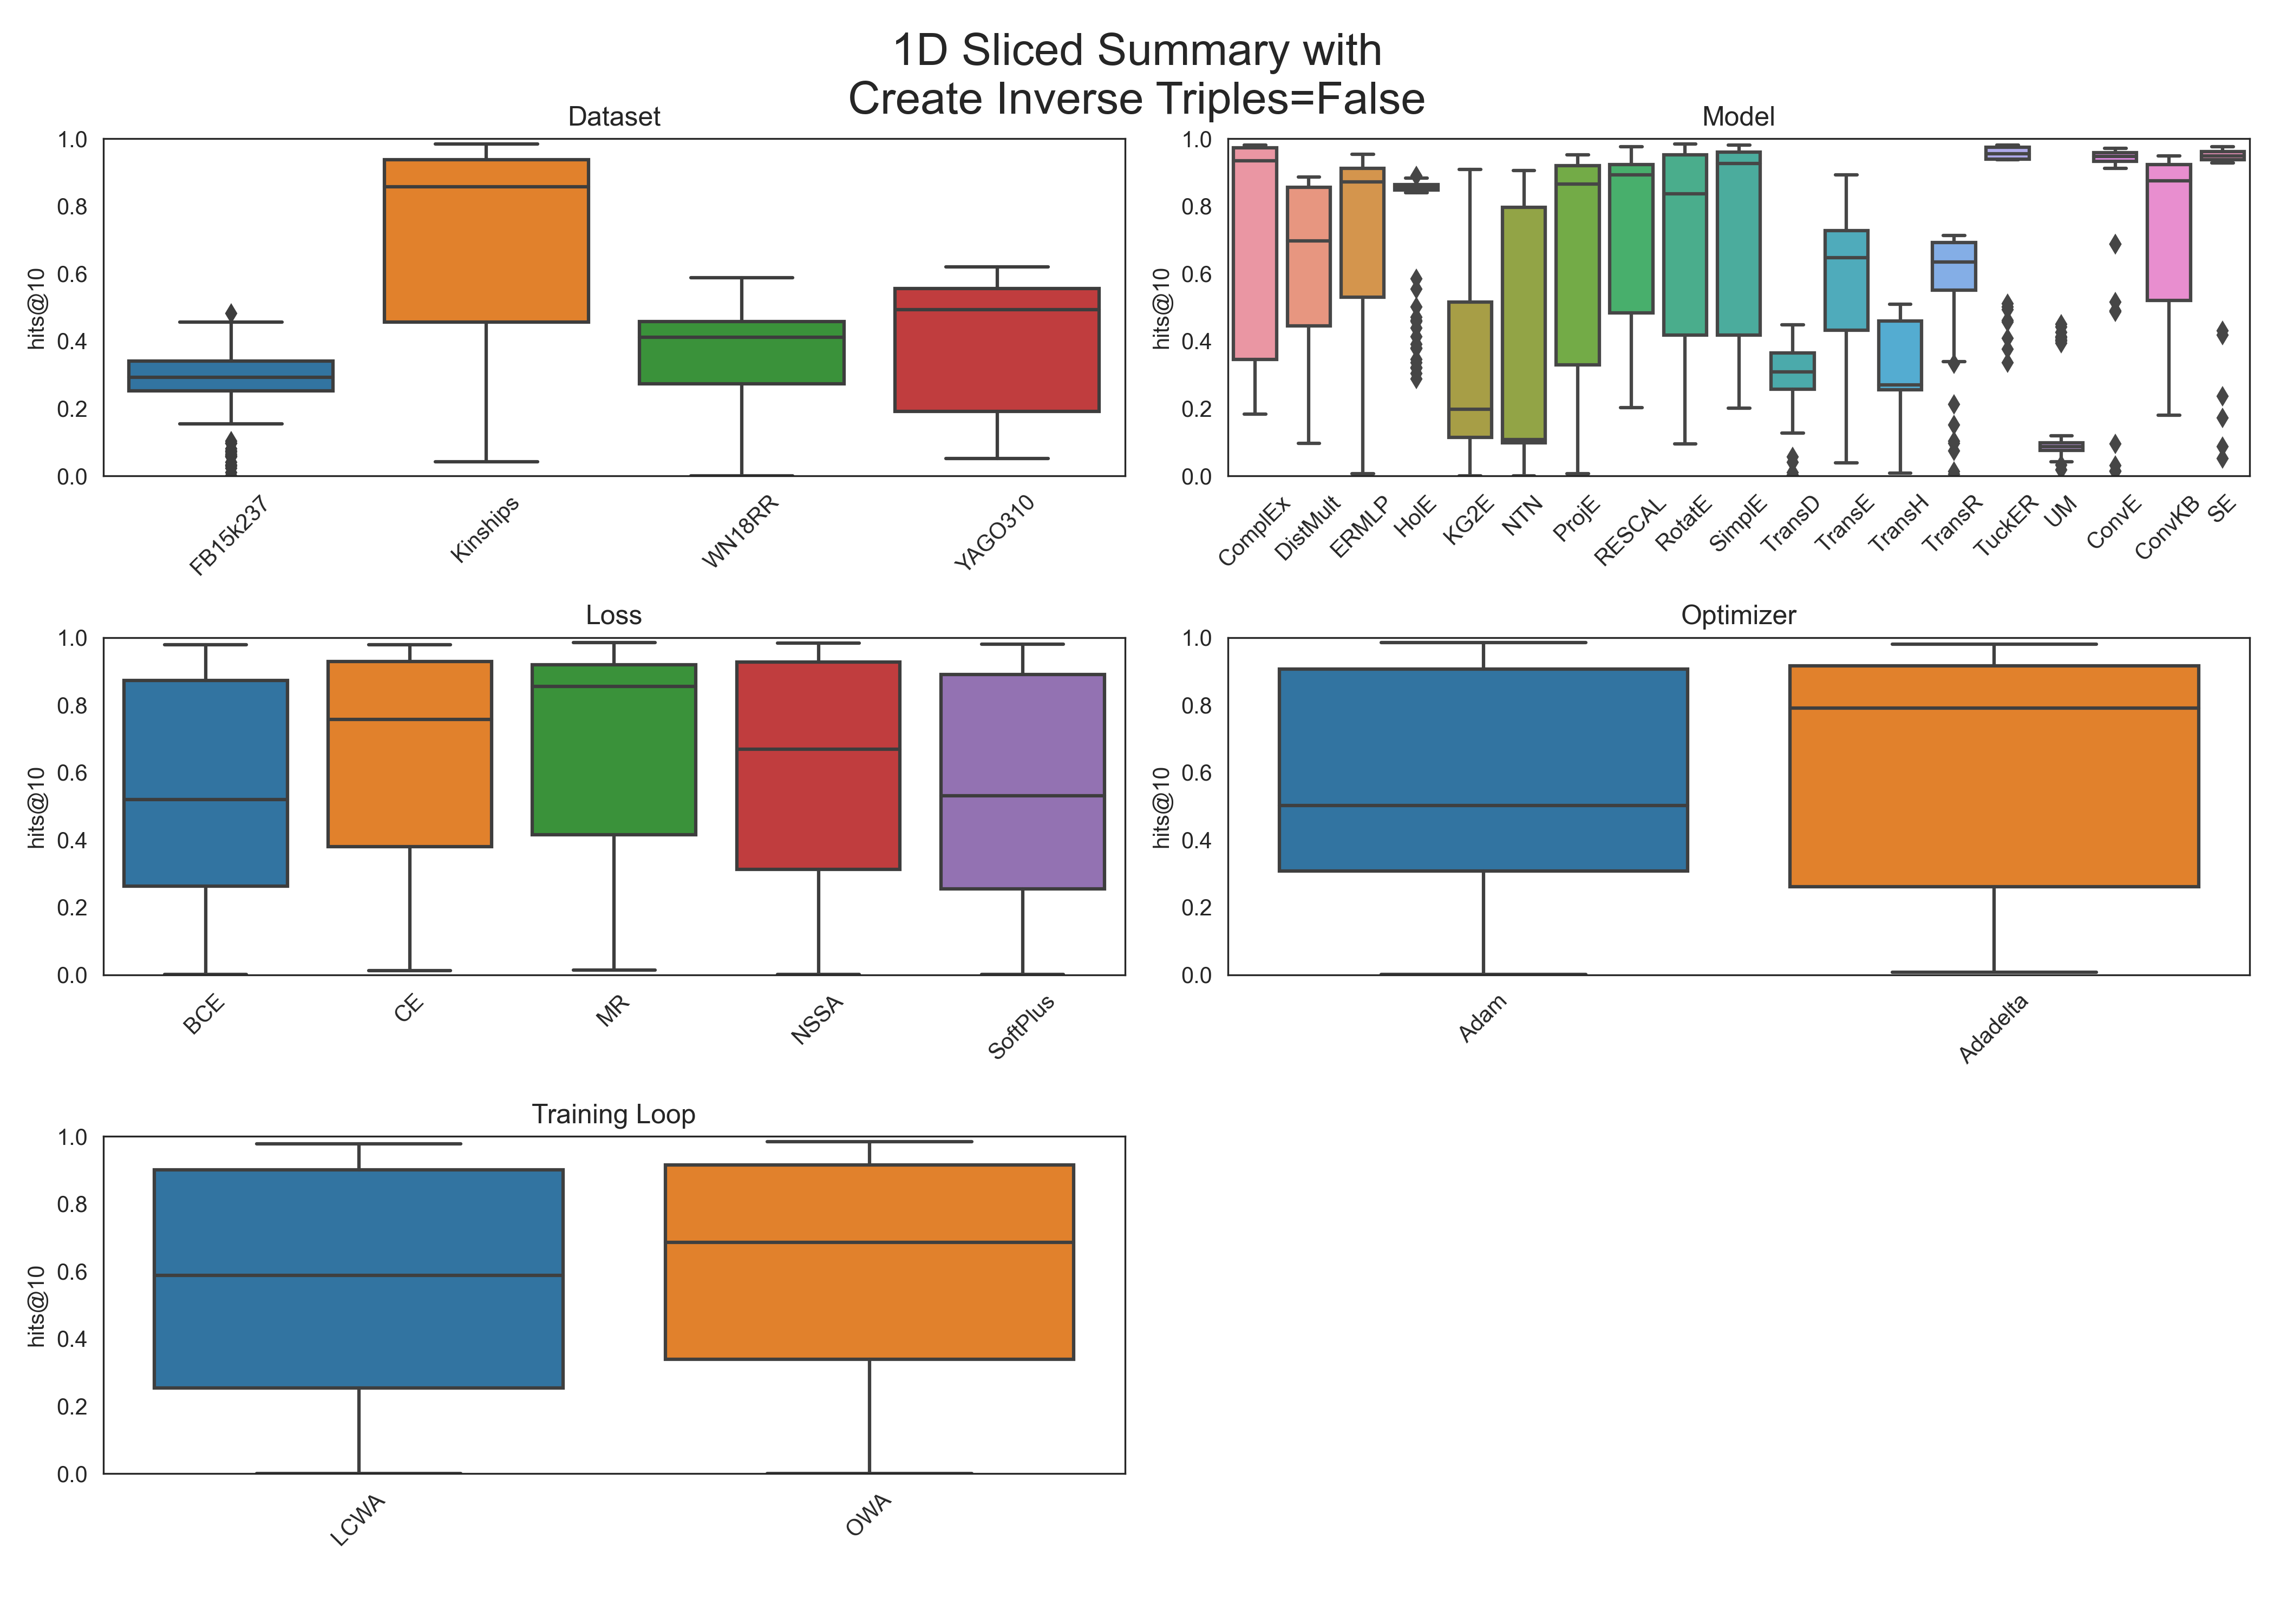 1D Sliced Summary with
Create Inverse Triples=False
Dataset
hits@10
1.0
0.8
0.6
0.4
0.2
0.0
FB15k237
Kinships
WN18RR
YAGO310
Model
hits@10
1.0
0.8
0.6
0.4
0.2
0.0
ComplEx
DistMult
ERMLP
HolE
KG2E
NTN
ProjE
RESCAL
RotatE
SimplE
TransD
TransE
TransH
TransR
TuckER
UM
ConvE
ConvKB
SE
Loss
hits@10
1.0
0.8
0.6
0.4
0.2
0.0
BCE
CE
MR
NSSA
SoftPlus
Optimizer
hits@10
1.0
0.8
0.6
0.4
0.2
0.0
Adam
Adadelta
Training Loop
hits@10
1.0
0.8
0.6
0.4
0.2
0.0
LCWA
OWA